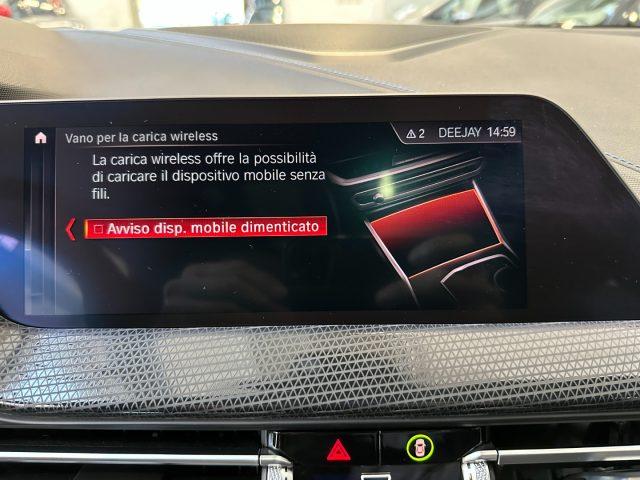 Vano per la carica wireless
2 DEEJAY 14:59
La carica wireless offre la possibilità
di caricare il dispositivo mobile senza
fili.
Avviso disp. mobile dimenticato